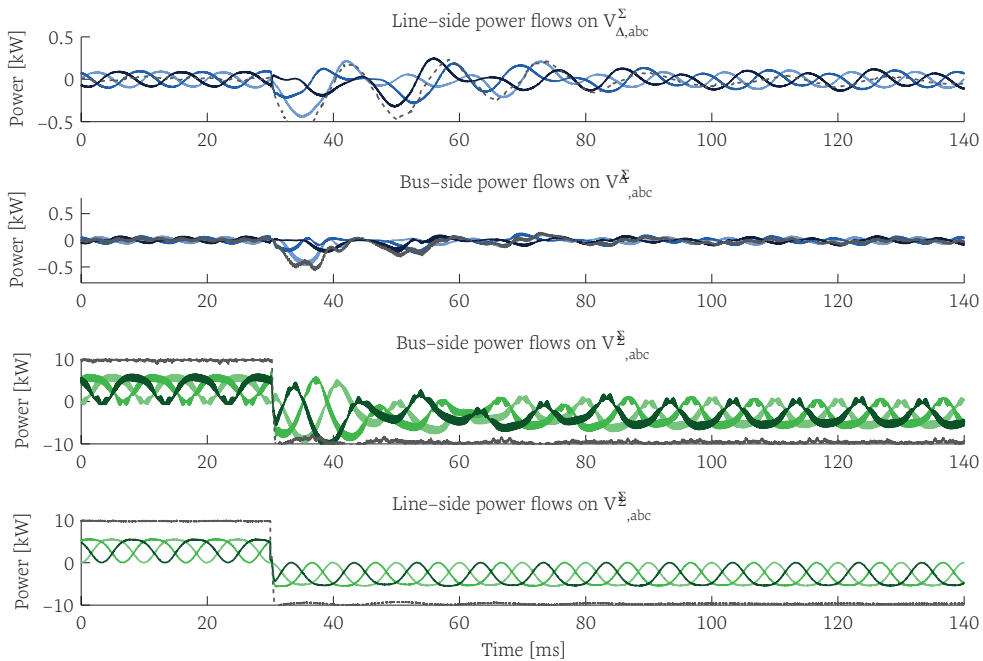 Line–side power flows on V^Σ_Δ,abc
Power [kW]
0.5
0
–0.5
0 20 40 60 80 100 120 140
Bus–side power flows on V^Σ_Δ,abc
Power [kW]
0.5
0
–0.5
0 20 40 60 80 100 120 140
Bus–side power flows on V^Σ_Σ,abc
Power [kW]
10
0
–10
0 20 40 60 80 100 120 140
Line–side power flows on V^Σ_Σ,abc
Power [kW]
10
0
–10
0 20 40 60 80 100 120 140
Time [ms]